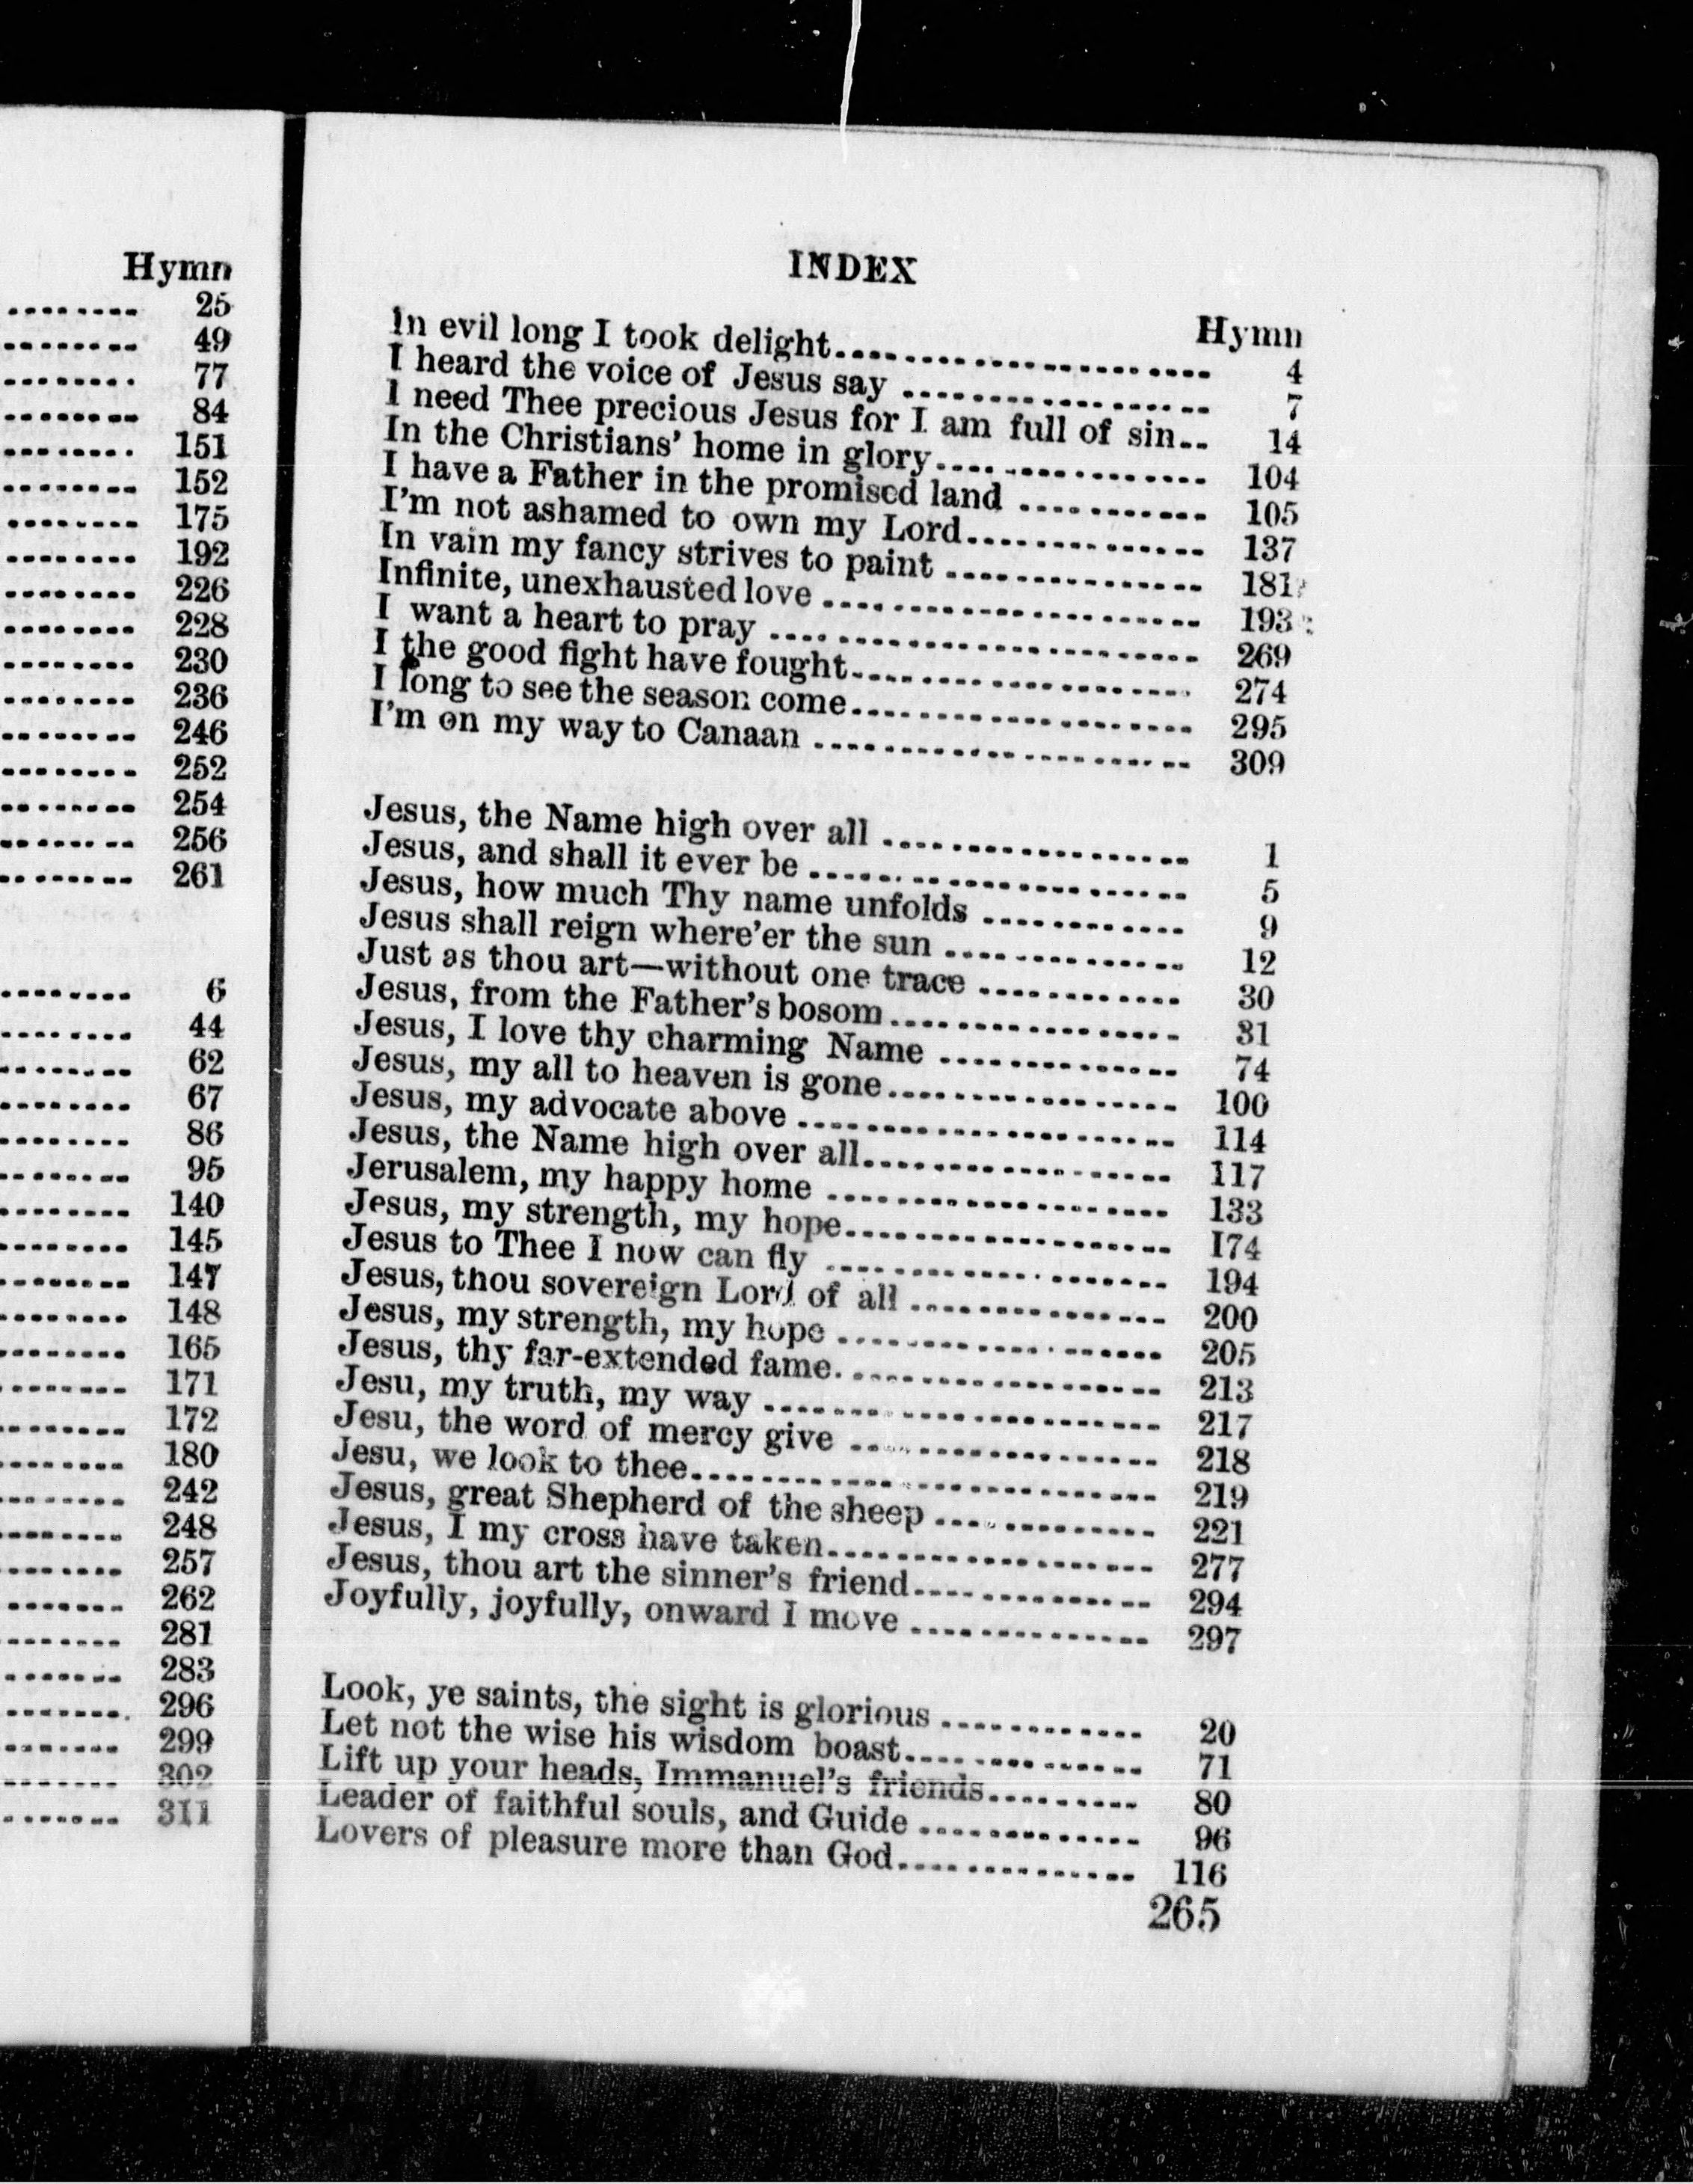 Hymn
........ 25
........ 49
........ 77
........ 84
........ 151
........ 152
........ 175
........ 192
........ 226
........ 228
........ 230
........ 236
........ 246
........ 252
........ 254
........ 256
........ 261
........ 6
........ 44
........ 62
........ 67
........ 86
........ 95
........ 140
........ 145
........ 147
........ 148
........ 165
........ 171
........ 172
........ 180
........ 242
........ 248
........ 257
........ 262
........ 281
........ 283
........ 296
........ 299
........ 302
........ 311
INDEX
Hymn
In evil long I took delight........ 4
I heard the voice of Jesus say ........ 7
I need Thee precious Jesus for I am full of sin.. 14
In the Christians' home in glory........ 104
I have a Father in the promised land ........ 105
I'm not ashamed to own my Lord........ 137
In vain my fancy strives to paint ........ 181
Infinite, unexhausted love ........ 193
I want a heart to pray ........ 269
I the good fight have fought........ 274
I long to see the season come........ 295
I'm on my way to Canaan ........ 309
Jesus, the Name high over all ........ 1
Jesus, and shall it ever be ........ 5
Jesus, how much Thy name unfolds ........ 9
Jesus shall reign where'er the sun ........ 12
Just as thou art—without one trace ........ 30
Jesus, from the Father's bosom........ 31
Jesus, I love thy charming Name ........ 74
Jesus, my all to heaven is gone........ 100
Jesus, my advocate above ........ 114
Jesus, the Name high over all........ 117
Jerusalem, my happy home ........ 133
Jesus, my strength, my hope........ I74
Jesus to Thee I now can fly ........ 194
Jesus, thou sovereign Lord of all ........ 200
Jesus, my strength, my hope ........ 205
Jesus, thy far-extended fame........ 213
Jesu, my truth, my way ........ 217
Jesu, the word of mercy give ........ 218
Jesu, we look to thee........ 219
Jesus, great Shepherd of the sheep ........ 221
Jesus, I my cross have taken........ 277
Jesus, thou art the sinner's friend........ 294
Joyfully, joyfully, onward I move ........ 297
Look, ye saints, the sight is glorious ........ 20
Let not the wise his wisdom boast........ 71
Lift up your heads, Immanuel's friends........ 80
Leader of faithful souls, and Guide ........ 96
Lovers of pleasure more than God........ 116
265